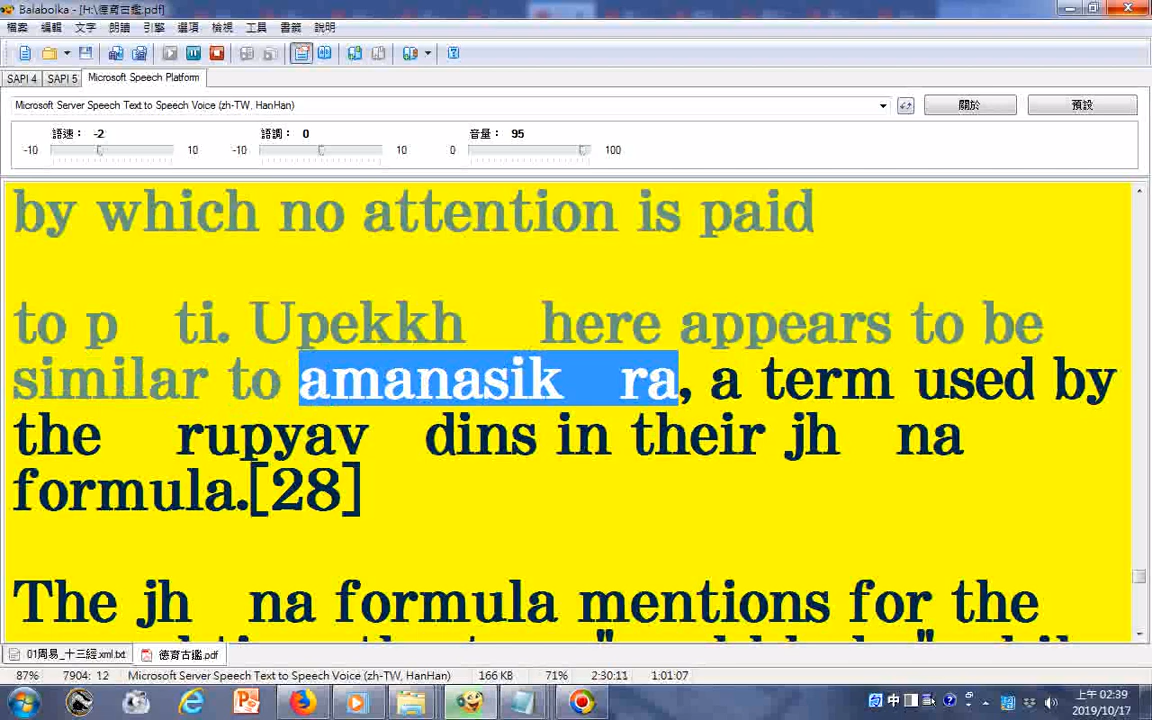 Balabolka - [H:\德育古鑑.pdf]
檔案 編輯 文字 朗讀 引擎 選項 檢視 工具 書籤 說明
SAPI 4 SAPI 5 Microsoft Speech Platform
Microsoft Server Speech Text to Speech Voice (zh-TW, HanHan) 關於 預設
語速： -2 語調： 0 音量： 95
-10 10 -10 10 0 100
by which no attention is paid
to p ti. Upekkh here appears to be
similar to amanasik ra, a term used by
the rupyav dins in their jh na
formula.[28]
The jh na formula mentions for the
01周易_十三經.xml.txt 德育古鑑.pdf
87% 7904: 12 Microsoft Server Speech Text to Speech Voice (zh-TW, HanHan) 166 KB 71% 2:30:11 1:01:07
中 上午 02:39
2019/10/17